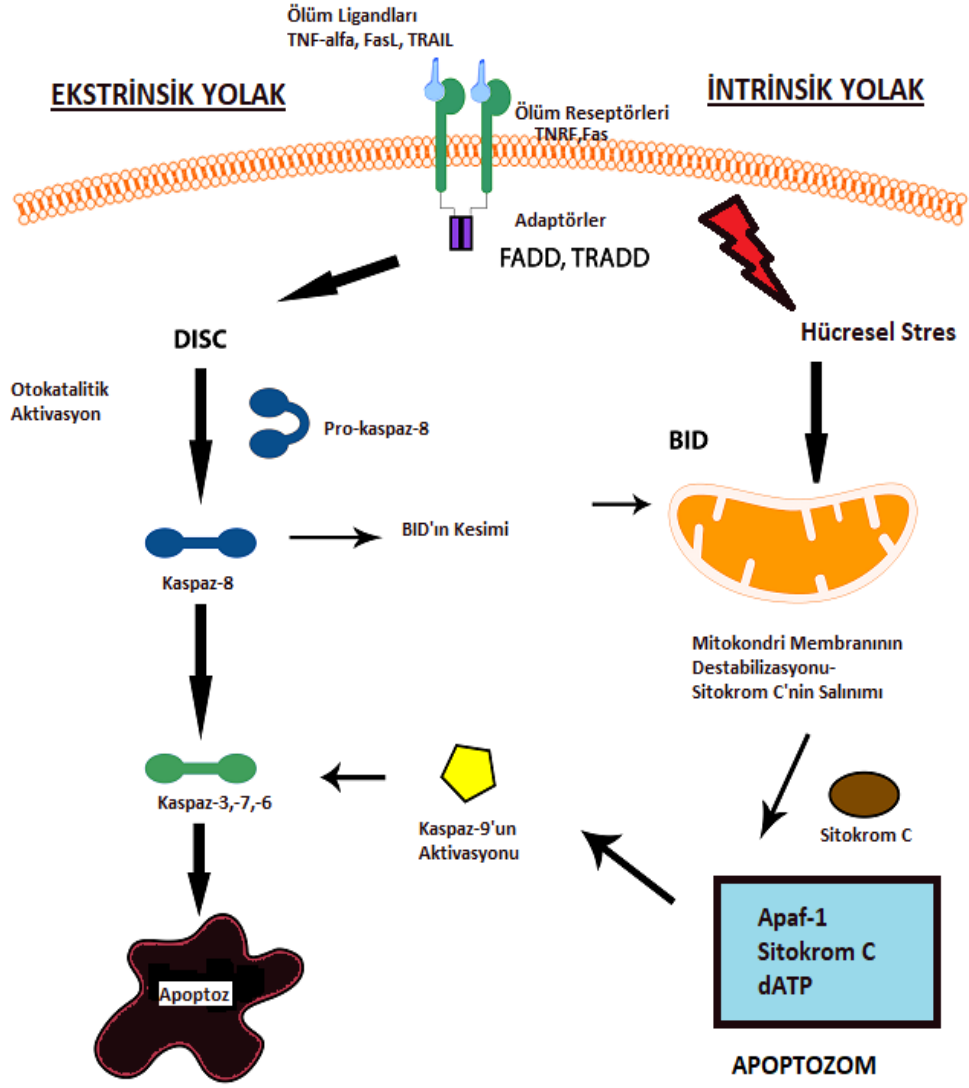 Ölüm Ligandları
TNF-alfa, FasL, TRAIL
EKSTRİNSİK YOLAK
İNTRİNSİK YOLAK
Ölüm Reseptörleri
TNRF,Fas
Adaptörler
FADD, TRADD
DISC
Hücresel Stres
Otokatalitik
Aktivasyon
Pro-kaspaz-8
BID
BID'ın Kesimi
Kaspaz-8
Mitokondri Membranının
Destabilizasyonu-
Sitokrom C'nin Salınımı
Kaspaz-3,-7,-6
Kaspaz-9'un
Aktivasyonu
Sitokrom C
Apaf-1
Sitokrom C
dATP
Apoptoz
APOPTOZOM